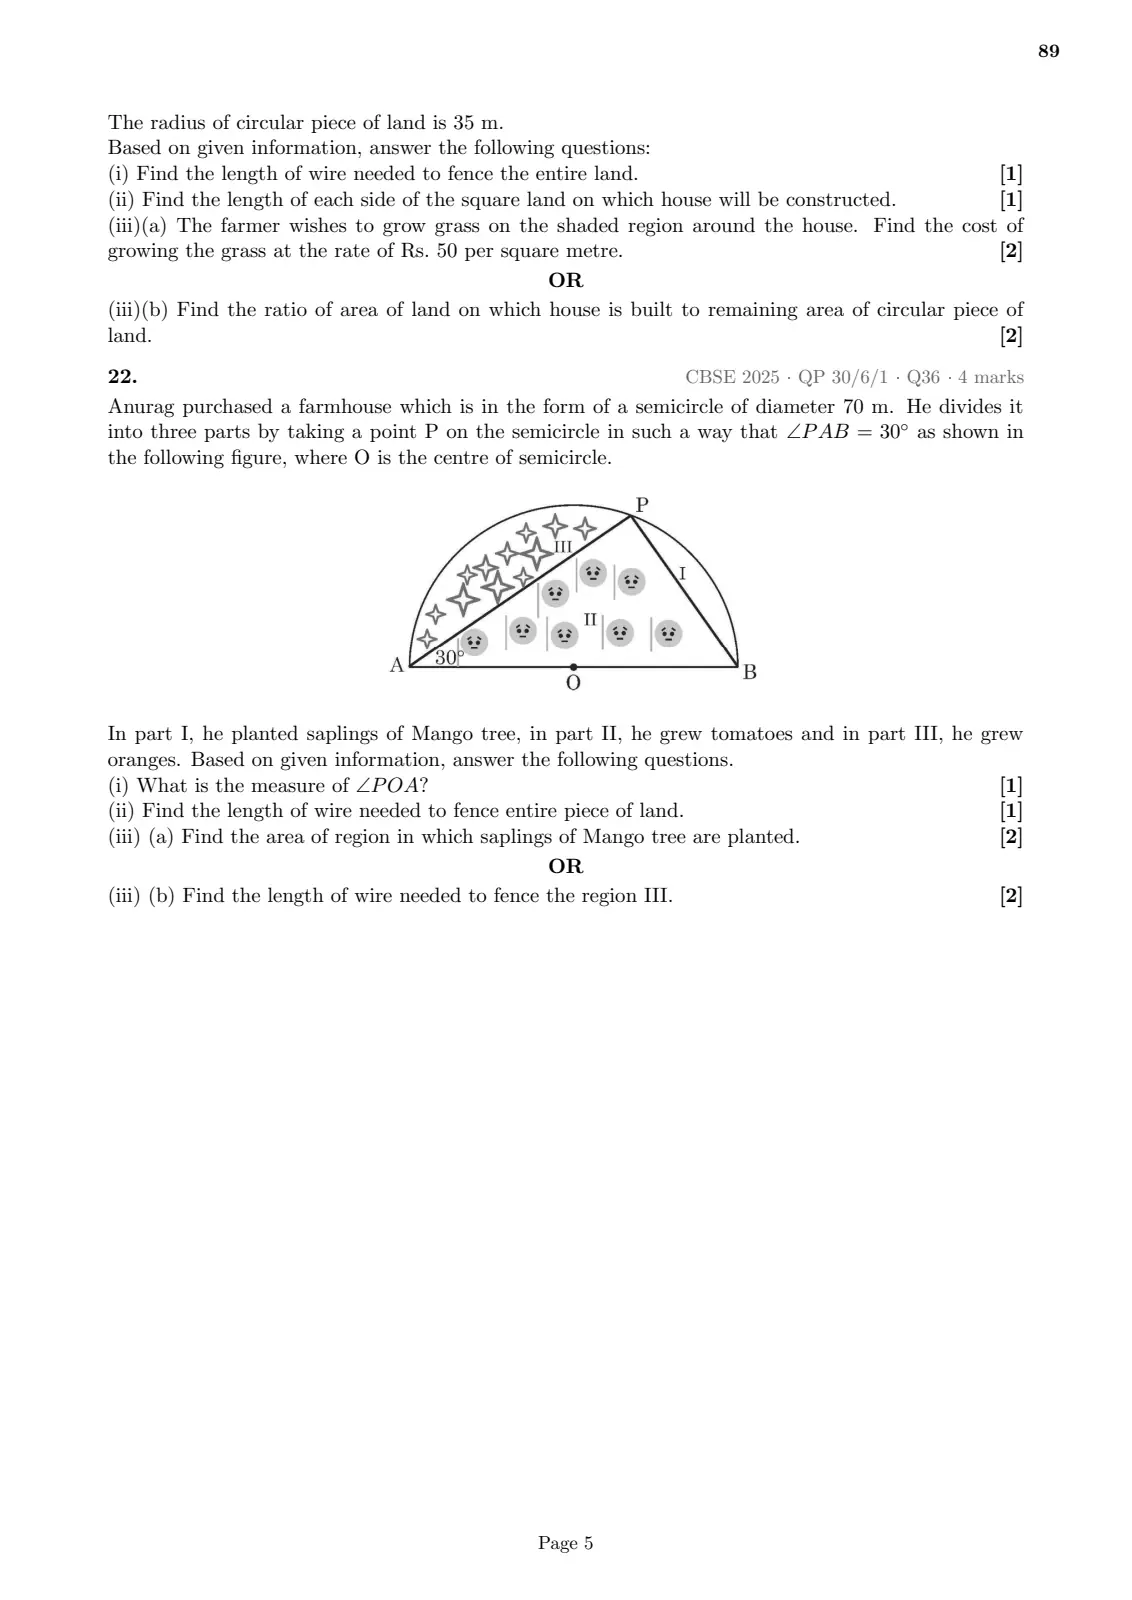 89
The radius of circular piece of land is 35 m.
Based on given information, answer the following questions:
(i) Find the length of wire needed to fence the entire land. [1]
(ii) Find the length of each side of the square land on which house will be constructed. [1]
(iii)(a) The farmer wishes to grow grass on the shaded region around the house. Find the cost of
growing the grass at the rate of Rs. 50 per square metre. [2]
OR
(iii)(b) Find the ratio of area of land on which house is built to remaining area of circular piece of
land. [2]
22. CBSE 2025 · QP 30/6/1 · Q36 · 4 marks
Anurag purchased a farmhouse which is in the form of a semicircle of diameter 70 m. He divides it
into three parts by taking a point P on the semicircle in such a way that ∠PAB = 30° as shown in
the following figure, where O is the centre of semicircle.
P
III
I
II
30°
A
B
O
In part I, he planted saplings of Mango tree, in part II, he grew tomatoes and in part III, he grew
oranges. Based on given information, answer the following questions.
(i) What is the measure of ∠POA? [1]
(ii) Find the length of wire needed to fence entire piece of land. [1]
(iii) (a) Find the area of region in which saplings of Mango tree are planted. [2]
OR
(iii) (b) Find the length of wire needed to fence the region III. [2]
Page 5